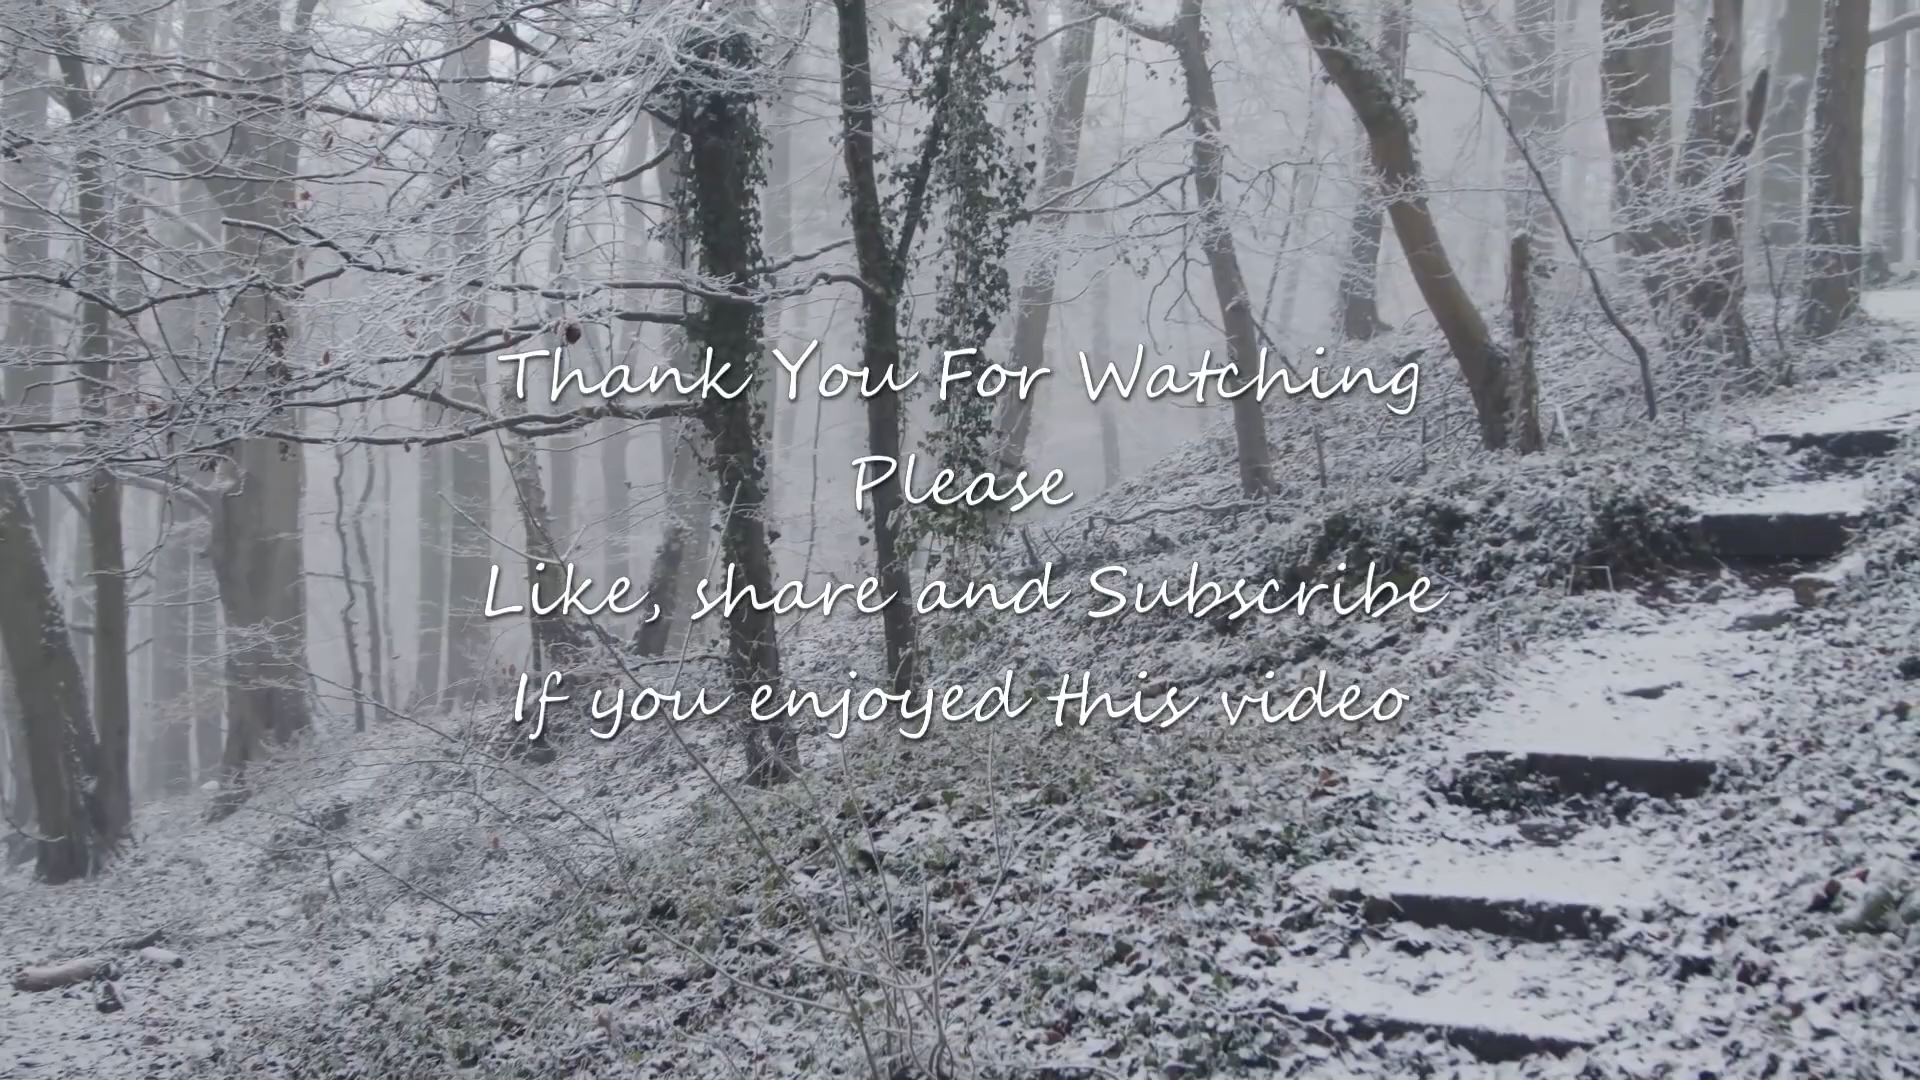 Thank You For Watching
Please
Like, share and Subscribe
If you enjoyed this video